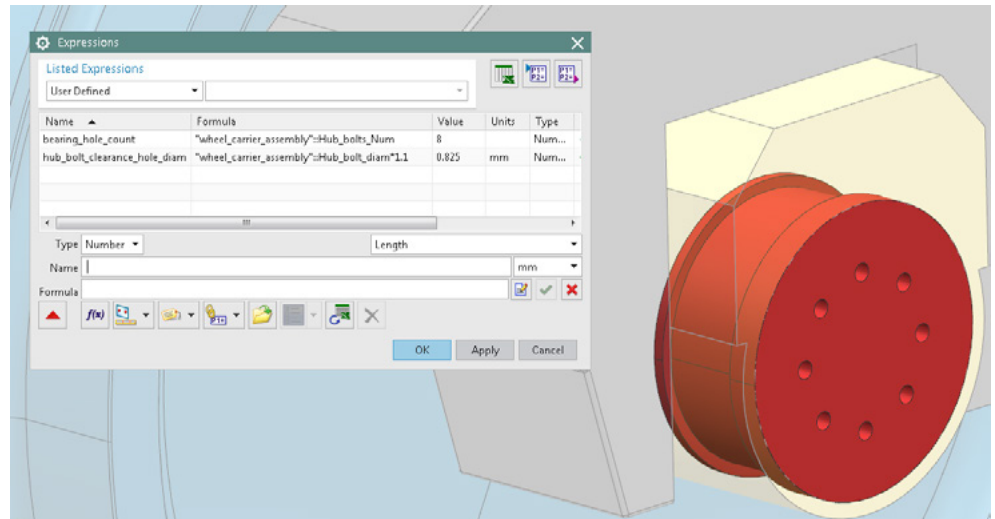 Expressions
Listed Expressions
User Defined
Name Formula Value Units Type
bearing_hole_count "wheel_carrier_assembly"::Hub_bolts_Num 8 Num...
hub_bolt_clearance_hole_diam "wheel_carrier_assembly"::Hub_bolt_diam*1.1 0.825 mm Num...
Type Number Length
Name mm
Formula
f(x)
OK Apply Cancel